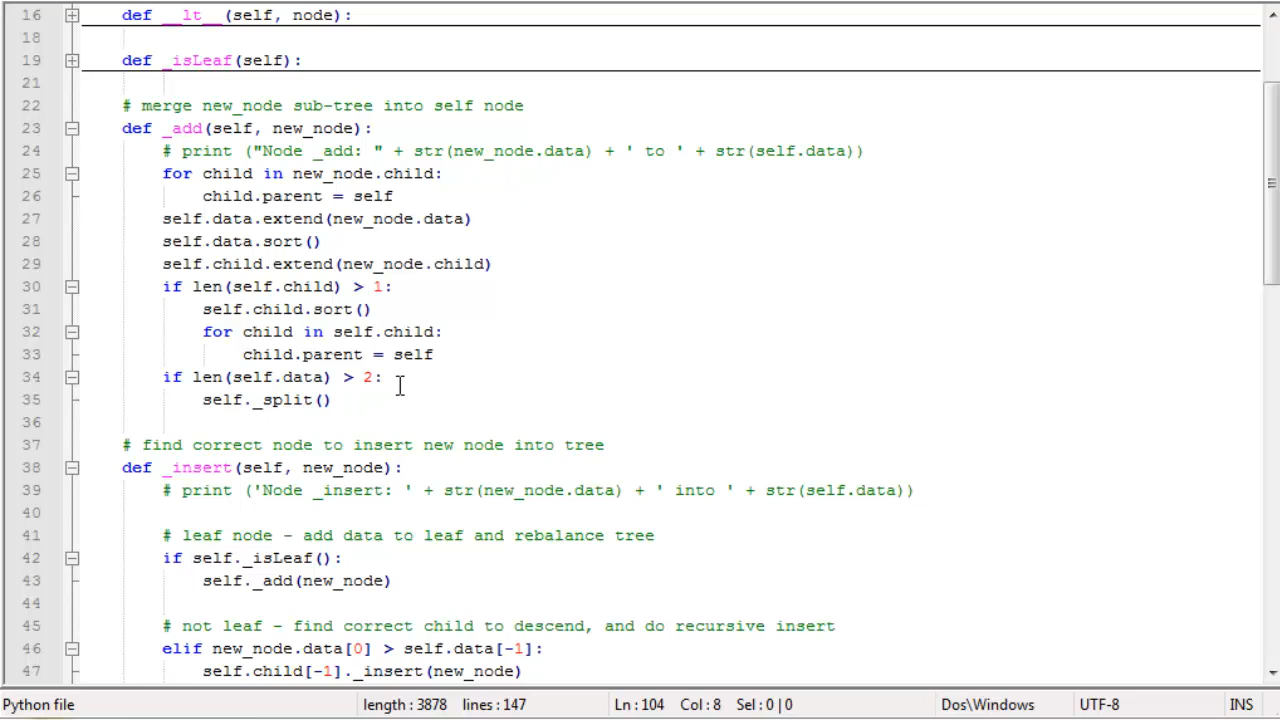 16 def __lt__(self, node):
18
19 def _isLeaf(self):
21
22 # merge new_node sub-tree into self node
23 def _add(self, new_node):
24 # print ("Node _add: " + str(new_node.data) + ' to ' + str(self.data))
25 for child in new_node.child:
26 child.parent = self
27 self.data.extend(new_node.data)
28 self.data.sort()
29 self.child.extend(new_node.child)
30 if len(self.child) > 1:
31 self.child.sort()
32 for child in self.child:
33 child.parent = self
34 if len(self.data) > 2:
35 self._split()
36
37 # find correct node to insert new node into tree
38 def _insert(self, new_node):
39 # print ('Node _insert: ' + str(new_node.data) + ' into ' + str(self.data))
40
41 # leaf node - add data to leaf and rebalance tree
42 if self._isLeaf():
43 self._add(new_node)
44
45 # not leaf - find correct child to descend, and do recursive insert
46 elif new_node.data[0] > self.data[-1]:
47 self.child[-1]._insert(new_node)
Python file length : 3878 lines : 147 Ln : 104 Col : 8 Sel : 0 | 0 Dos\Windows UTF-8 INS